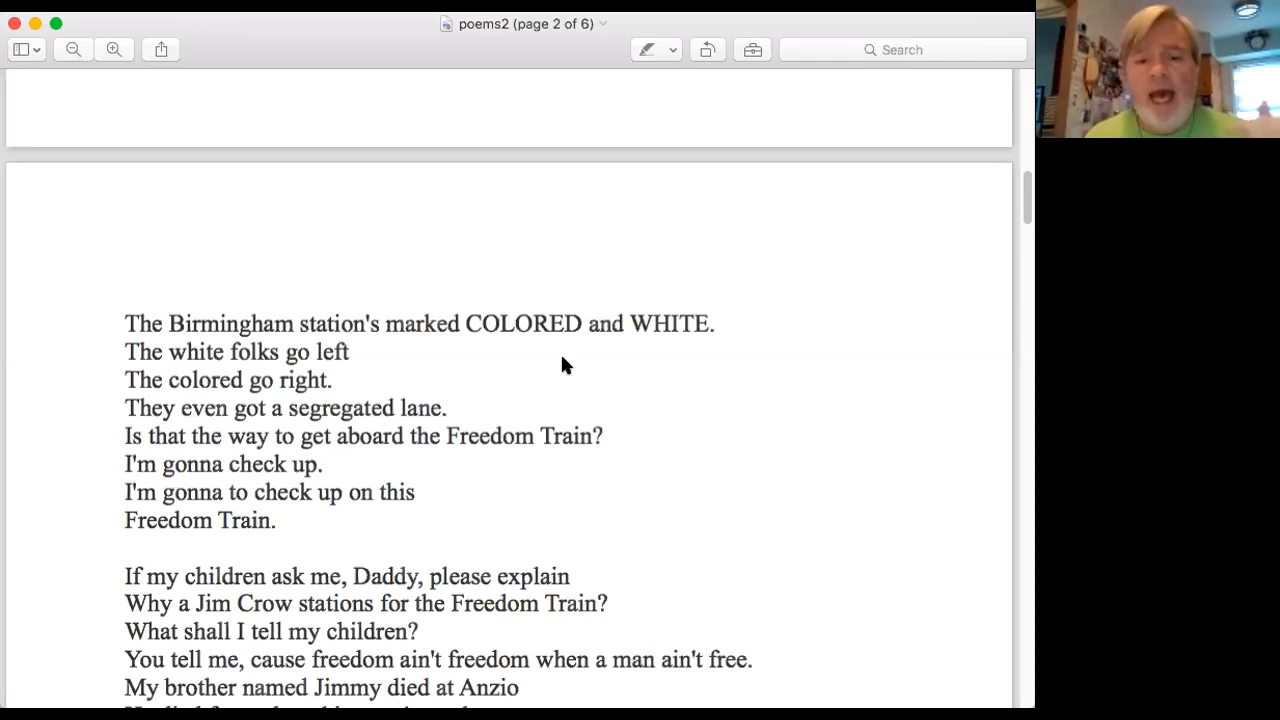 poems2 (page 2 of 6)
Search
The Birmingham station's marked COLORED and WHITE.
The white folks go left
The colored go right.
They even got a segregated lane.
Is that the way to get aboard the Freedom Train?
I'm gonna check up.
I'm gonna to check up on this
Freedom Train.
If my children ask me, Daddy, please explain
Why a Jim Crow stations for the Freedom Train?
What shall I tell my children?
You tell me, cause freedom ain't freedom when a man ain't free.
My brother named Jimmy died at Anzio